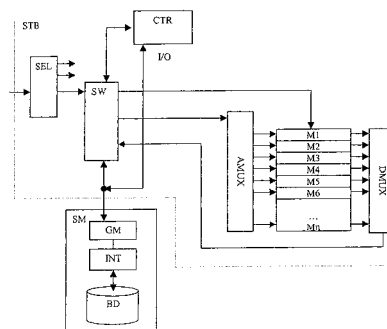 STB
CTR
I/O
SEL
SW
AMUX
M1
M2
M3
M4
M5
M6
...
Mn
DMUX
SM
GM
INT
BD